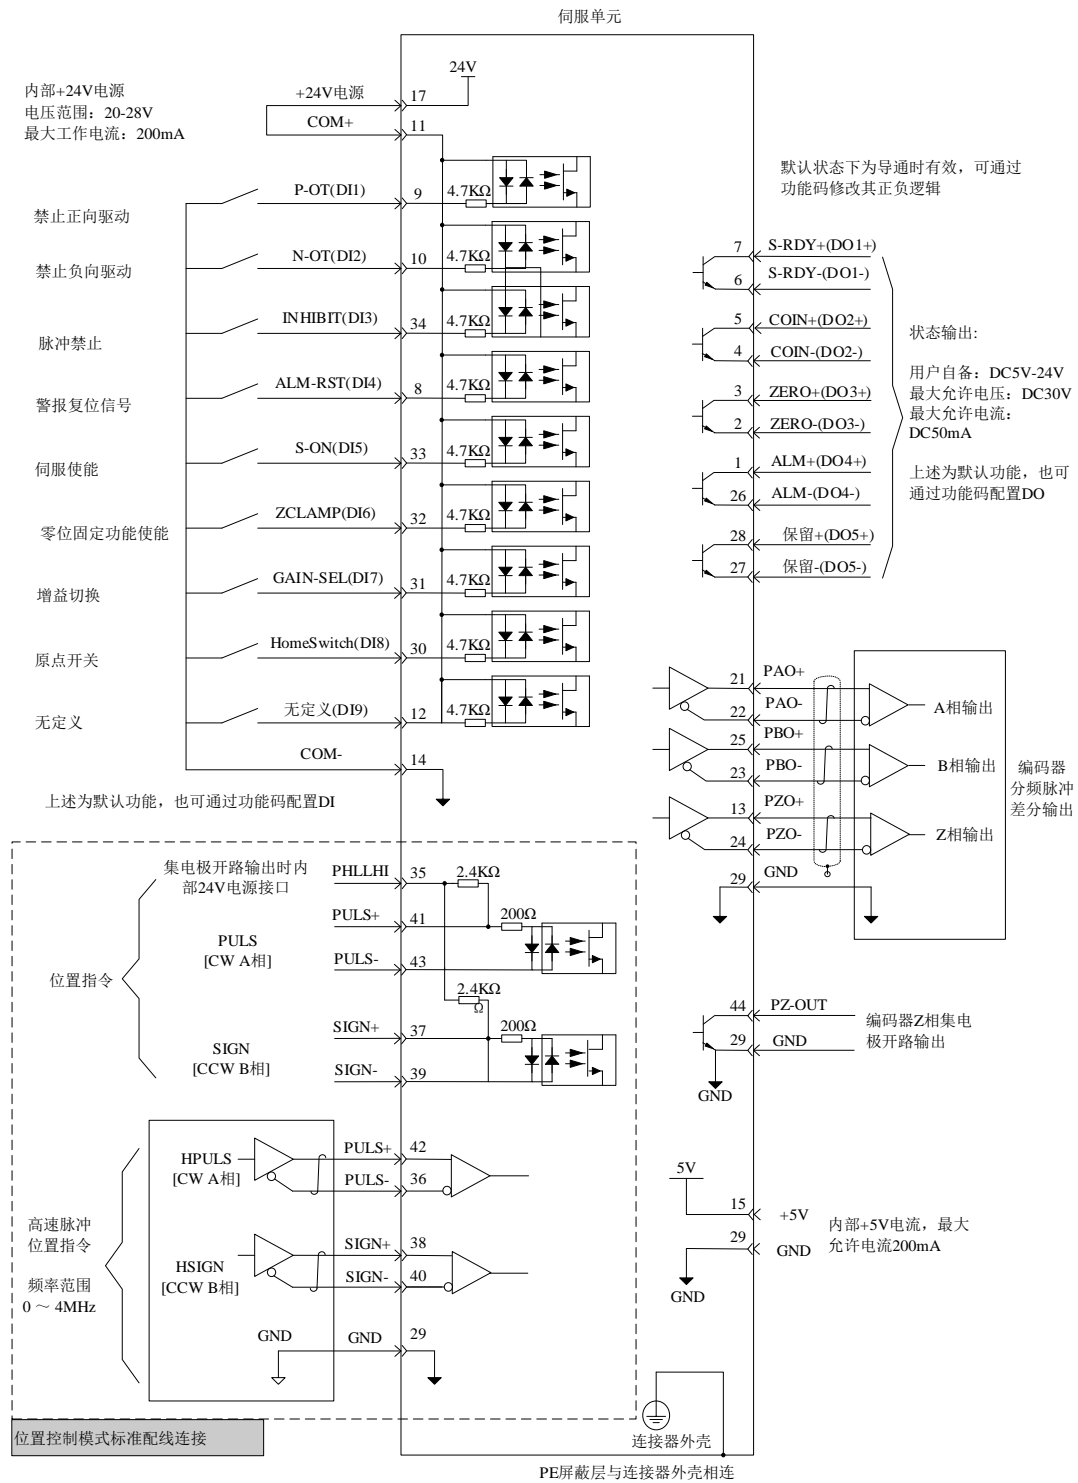 伺服单元
内部+24V电源
电压范围：20-28V
最大工作电流：200mA
24V
+24V电源
17
COM+
11
禁止正向驱动
P-OT(DI1)
9
4.7KΩ
禁止负向驱动
N-OT(DI2)
10
4.7KΩ
脉冲禁止
INHIBIT(DI3)
34
4.7KΩ
警报复位信号
ALM-RST(DI4)
8
4.7KΩ
伺服使能
S-ON(DI5)
33
4.7KΩ
零位固定功能使能
ZCLAMP(DI6)
32
4.7KΩ
增益切换
GAIN-SEL(DI7)
31
4.7KΩ
原点开关
HomeSwitch(DI8)
30
4.7KΩ
无定义
无定义(DI9)
12
4.7KΩ
COM-
14
上述为默认功能，也可通过功能码配置DI
默认状态下为导通时有效，可通过
功能码修改其正负逻辑
7
S-RDY+(DO1+)
6
S-RDY-(DO1-)
5
COIN+(DO2+)
4
COIN-(DO2-)
3
ZERO+(DO3+)
2
ZERO-(DO3-)
1
ALM+(DO4+)
26
ALM-(DO4-)
28
保留+(DO5+)
27
保留-(DO5-)
状态输出:
用户自备：DC5V-24V
最大允许电压：DC30V
最大允许电流：
DC50mA
上述为默认功能，也可
通过功能码配置DO
21
PAO+
22
PAO-
A相输出
25
PBO+
23
PBO-
B相输出
13
PZO+
24
PZO-
Z相输出
29
GND
编码器
分频脉冲
差分输出
44
PZ-OUT
29
GND
GND
编码器Z相集电
极开路输出
5V
15
+5V
29
GND
GND
内部+5V电流，最大
允许电流200mA
集电极开路输出时内
部24V电源接口
PHLLHI
35
2.4KΩ
位置指令
PULS
[CW A相]
PULS+
41
200Ω
PULS-
43
2.4KΩ
Ω
SIGN
[CCW B相]
SIGN+
37
200Ω
SIGN-
39
高速脉冲
位置指令
频率范围
0 ～ 4MHz
HPULS
[CW A相]
PULS+
42
PULS-
36
HSIGN
[CCW B相]
SIGN+
38
SIGN-
40
GND
GND
29
位置控制模式标准配线连接
连接器外壳
PE屏蔽层与连接器外壳相连